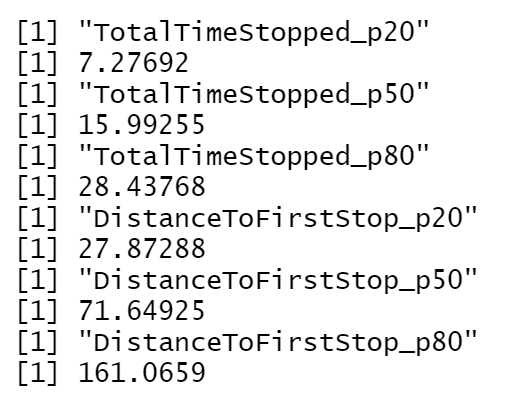 [1] "TotalTimeStopped_p20"
[1] 7.27692
[1] "TotalTimeStopped_p50"
[1] 15.99255
[1] "TotalTimeStopped_p80"
[1] 28.43768
[1] "DistanceToFirstStop_p20"
[1] 27.87288
[1] "DistanceToFirstStop_p50"
[1] 71.64925
[1] "DistanceToFirstStop_p80"
[1] 161.0659